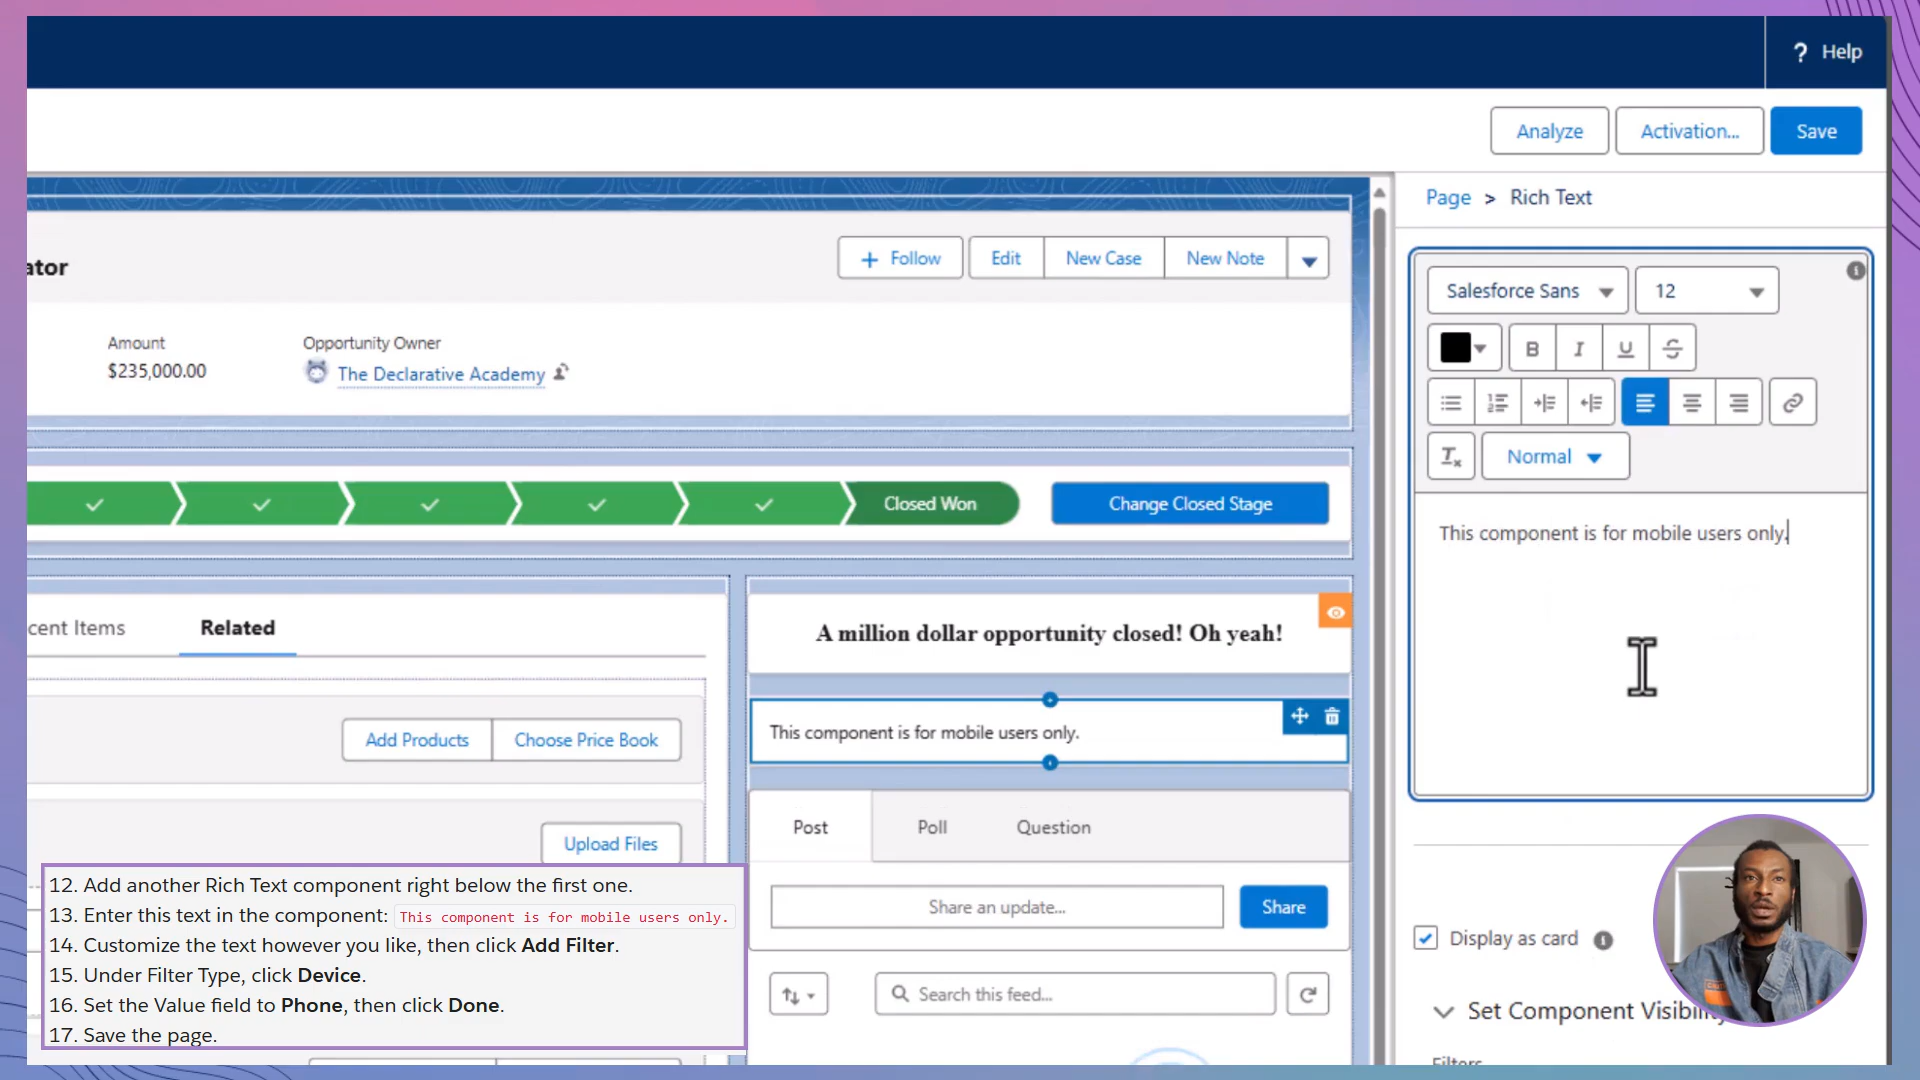 ? Help
Analyze
Activation...
Save
Page > Rich Text
ator
Follow
Edit
New Case
New Note
Salesforce Sans
12
Amount
$235,000.00
Opportunity Owner
The Declarative Academy
B I U S
Normal
Closed Won
Change Closed Stage
This component is for mobile users only.
cent Items
Related
A million dollar opportunity closed! Oh yeah!
Add Products
Choose Price Book
This component is for mobile users only.
Post
Poll
Question
Upload Files
Share an update...
Share
12. Add another Rich Text component right below the first one.
13. Enter this text in the component: This component is for mobile users only.
14. Customize the text however you like, then click Add Filter.
15. Under Filter Type, click Device.
16. Set the Value field to Phone, then click Done.
17. Save the page.
Search this feed...
Display as card
Set Component Visibility
Filters